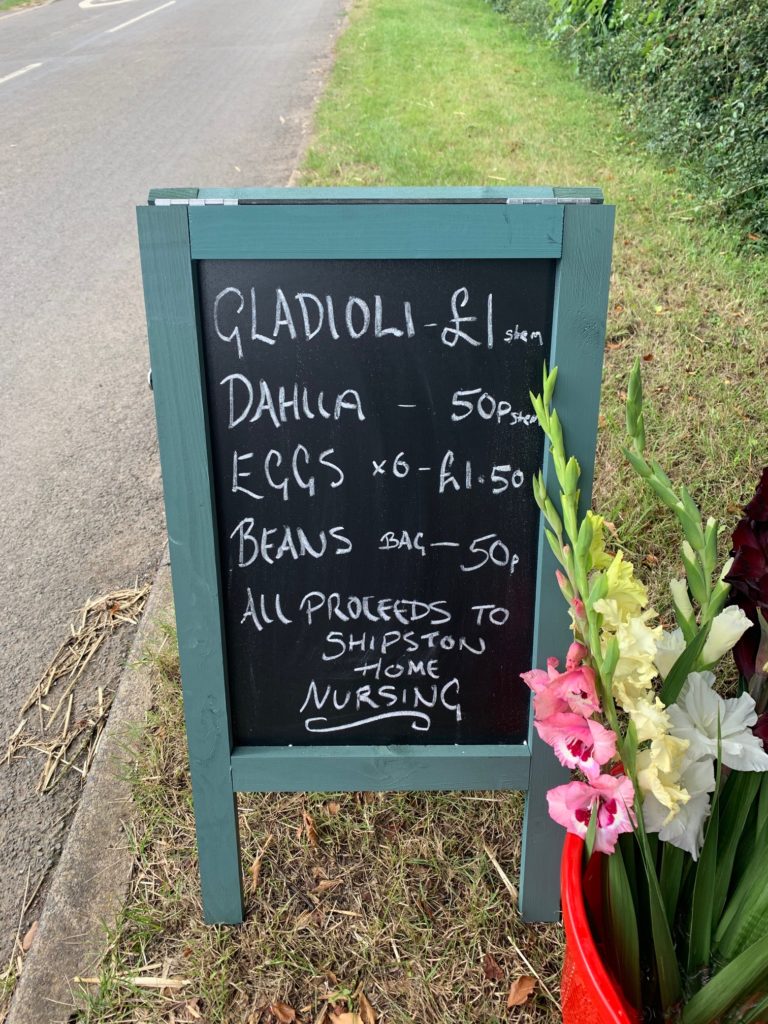 GLADIOLI - £1 stem
DAHLIA - 50p stem
EGGS x6 - £1.50
BEANS BAG - 50p
ALL PROCEEDS TO
SHIPSTON
HOME
NURSING